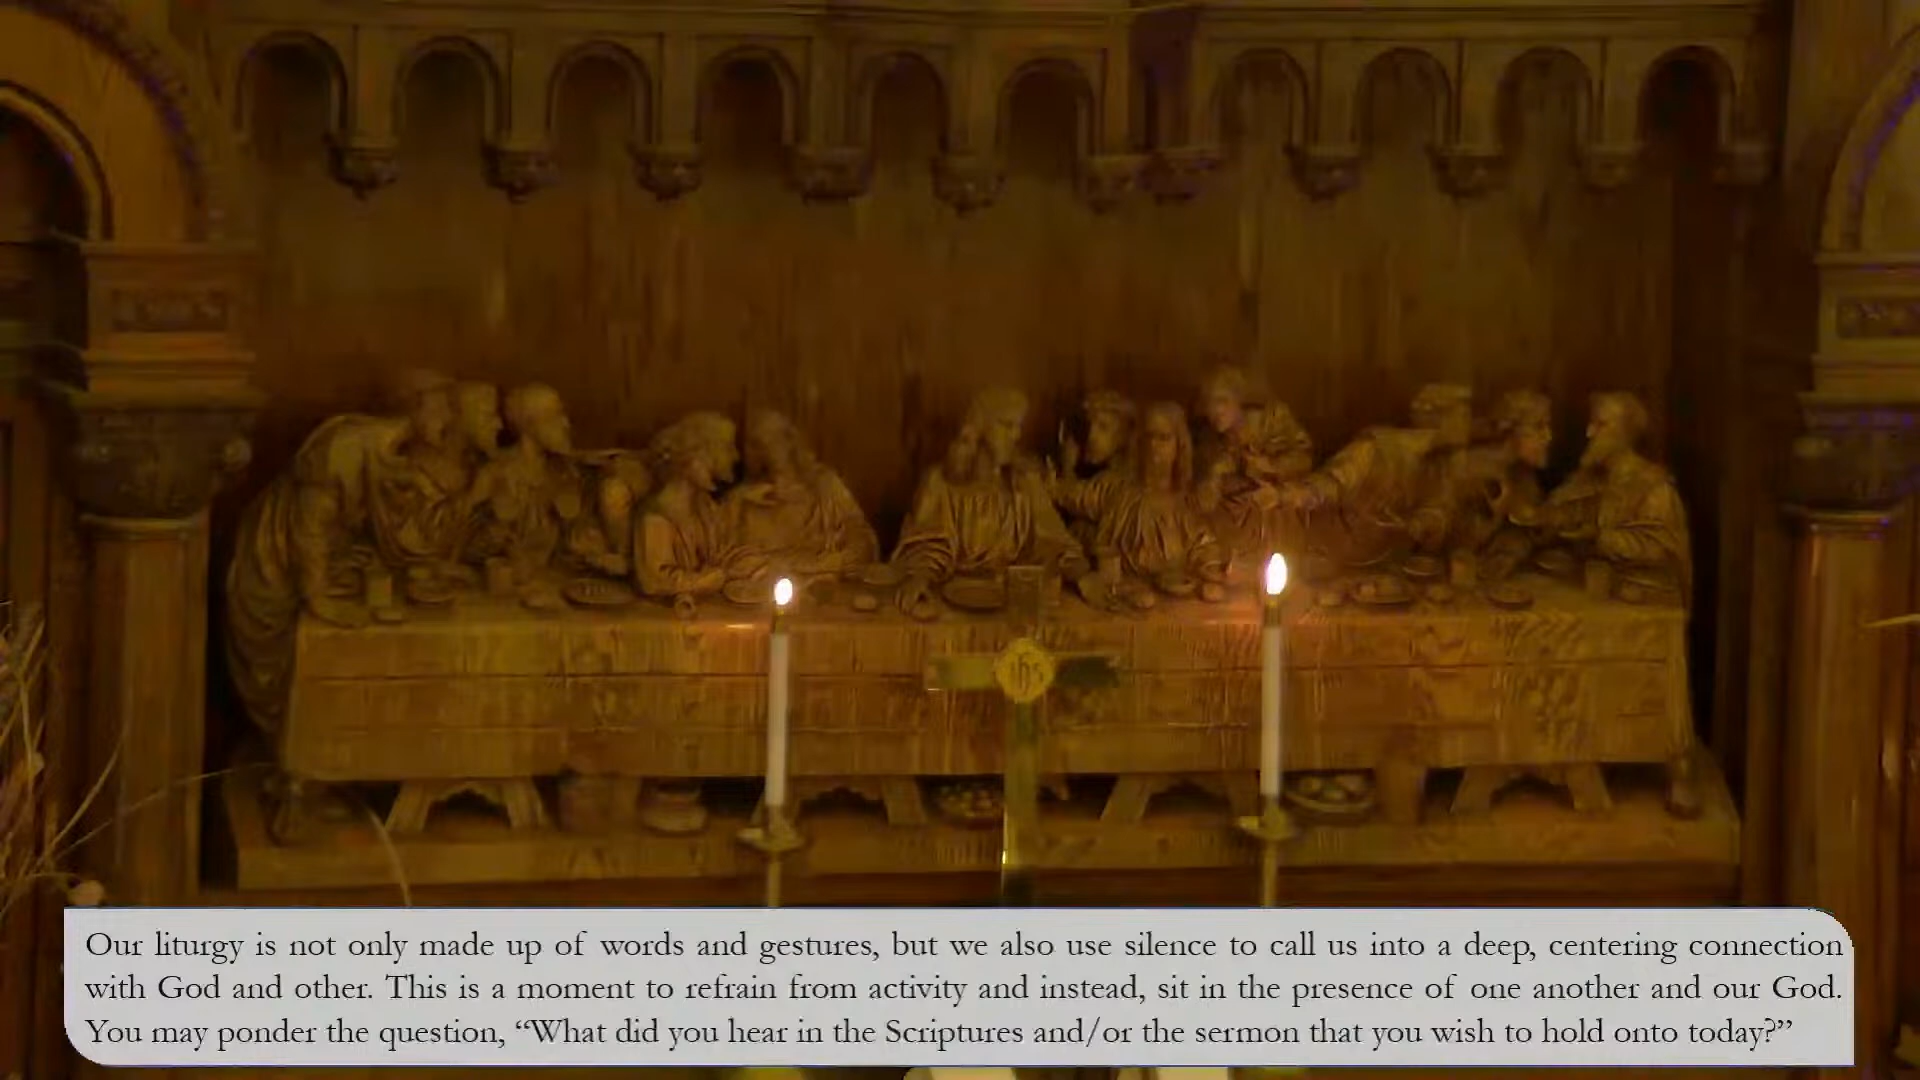 ihs
Our liturgy is not only made up of words and gestures, but we also use silence to call us into a deep, centering connection
with God and other. This is a moment to refrain from activity and instead, sit in the presence of one another and our God.
You may ponder the question, “What did you hear in the Scriptures and/or the sermon that you wish to hold onto today?”